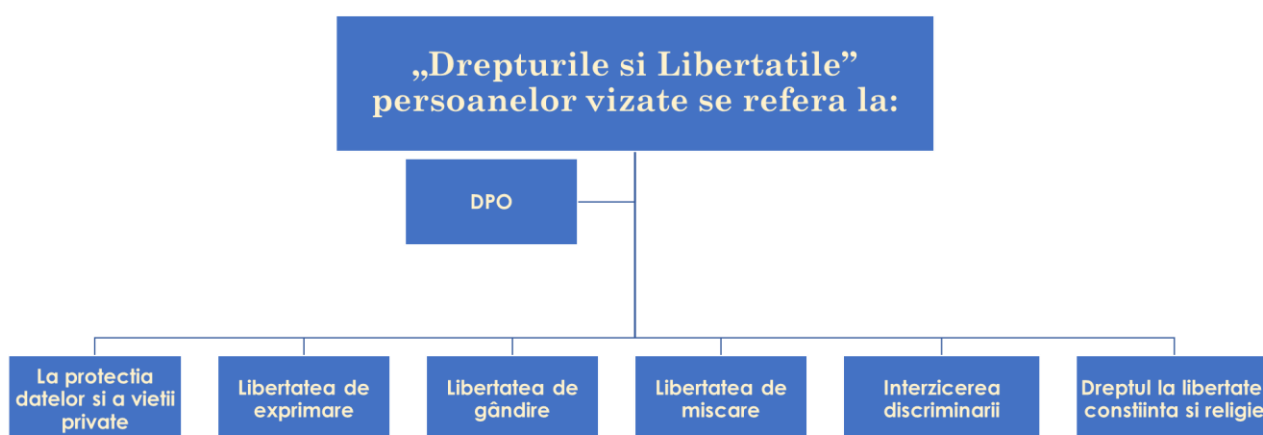 „Drepturile si Libertatile”
persoanelor vizate se refera la:
DPO
La protectia
datelor si a vietii
private
Libertatea de
exprimare
Libertatea de
gândire
Libertatea de
miscare
Interzicerea
discriminarii
Dreptul la libertate
constiinta si religie